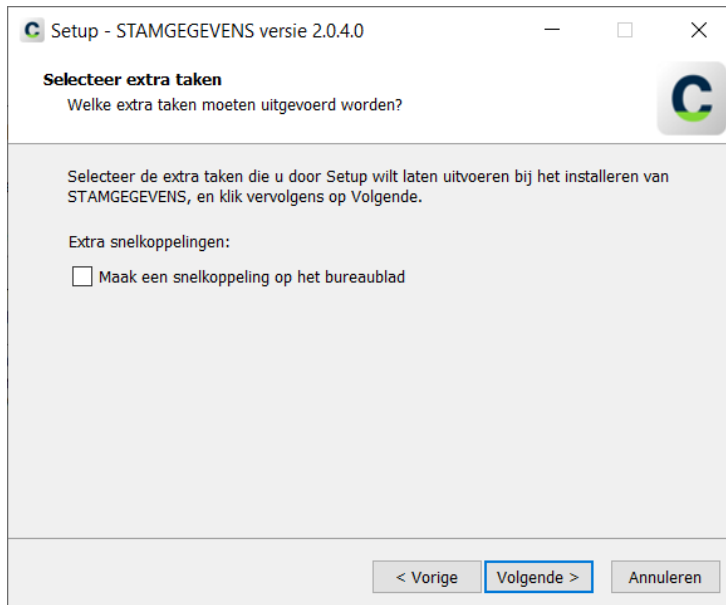 Setup - STAMGEGEVENS versie 2.0.4.0
Selecteer extra taken
Welke extra taken moeten uitgevoerd worden?
Selecteer de extra taken die u door Setup wilt laten uitvoeren bij het installeren van
STAMGEGEVENS, en klik vervolgens op Volgende.
Extra snelkoppelingen:
Maak een snelkoppeling op het bureaublad
< Vorige
Volgende >
Annuleren